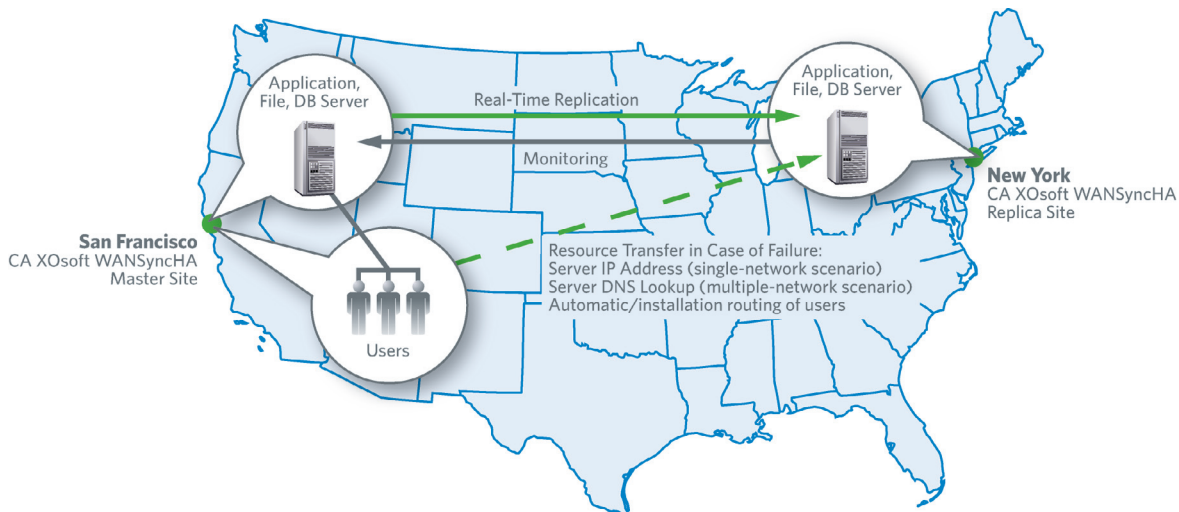 Application,
File, DB Server
Real-Time Replication
Application,
File, DB Server
Monitoring
New York
CA XOsoft WANSyncHA
Replica Site
San Francisco
CA XOsoft WANSyncHA
Master Site
Resource Transfer in Case of Failure:
Server IP Address (single-network scenario)
Server DNS Lookup (multiple-network scenario)
Automatic/installation routing of users
Users